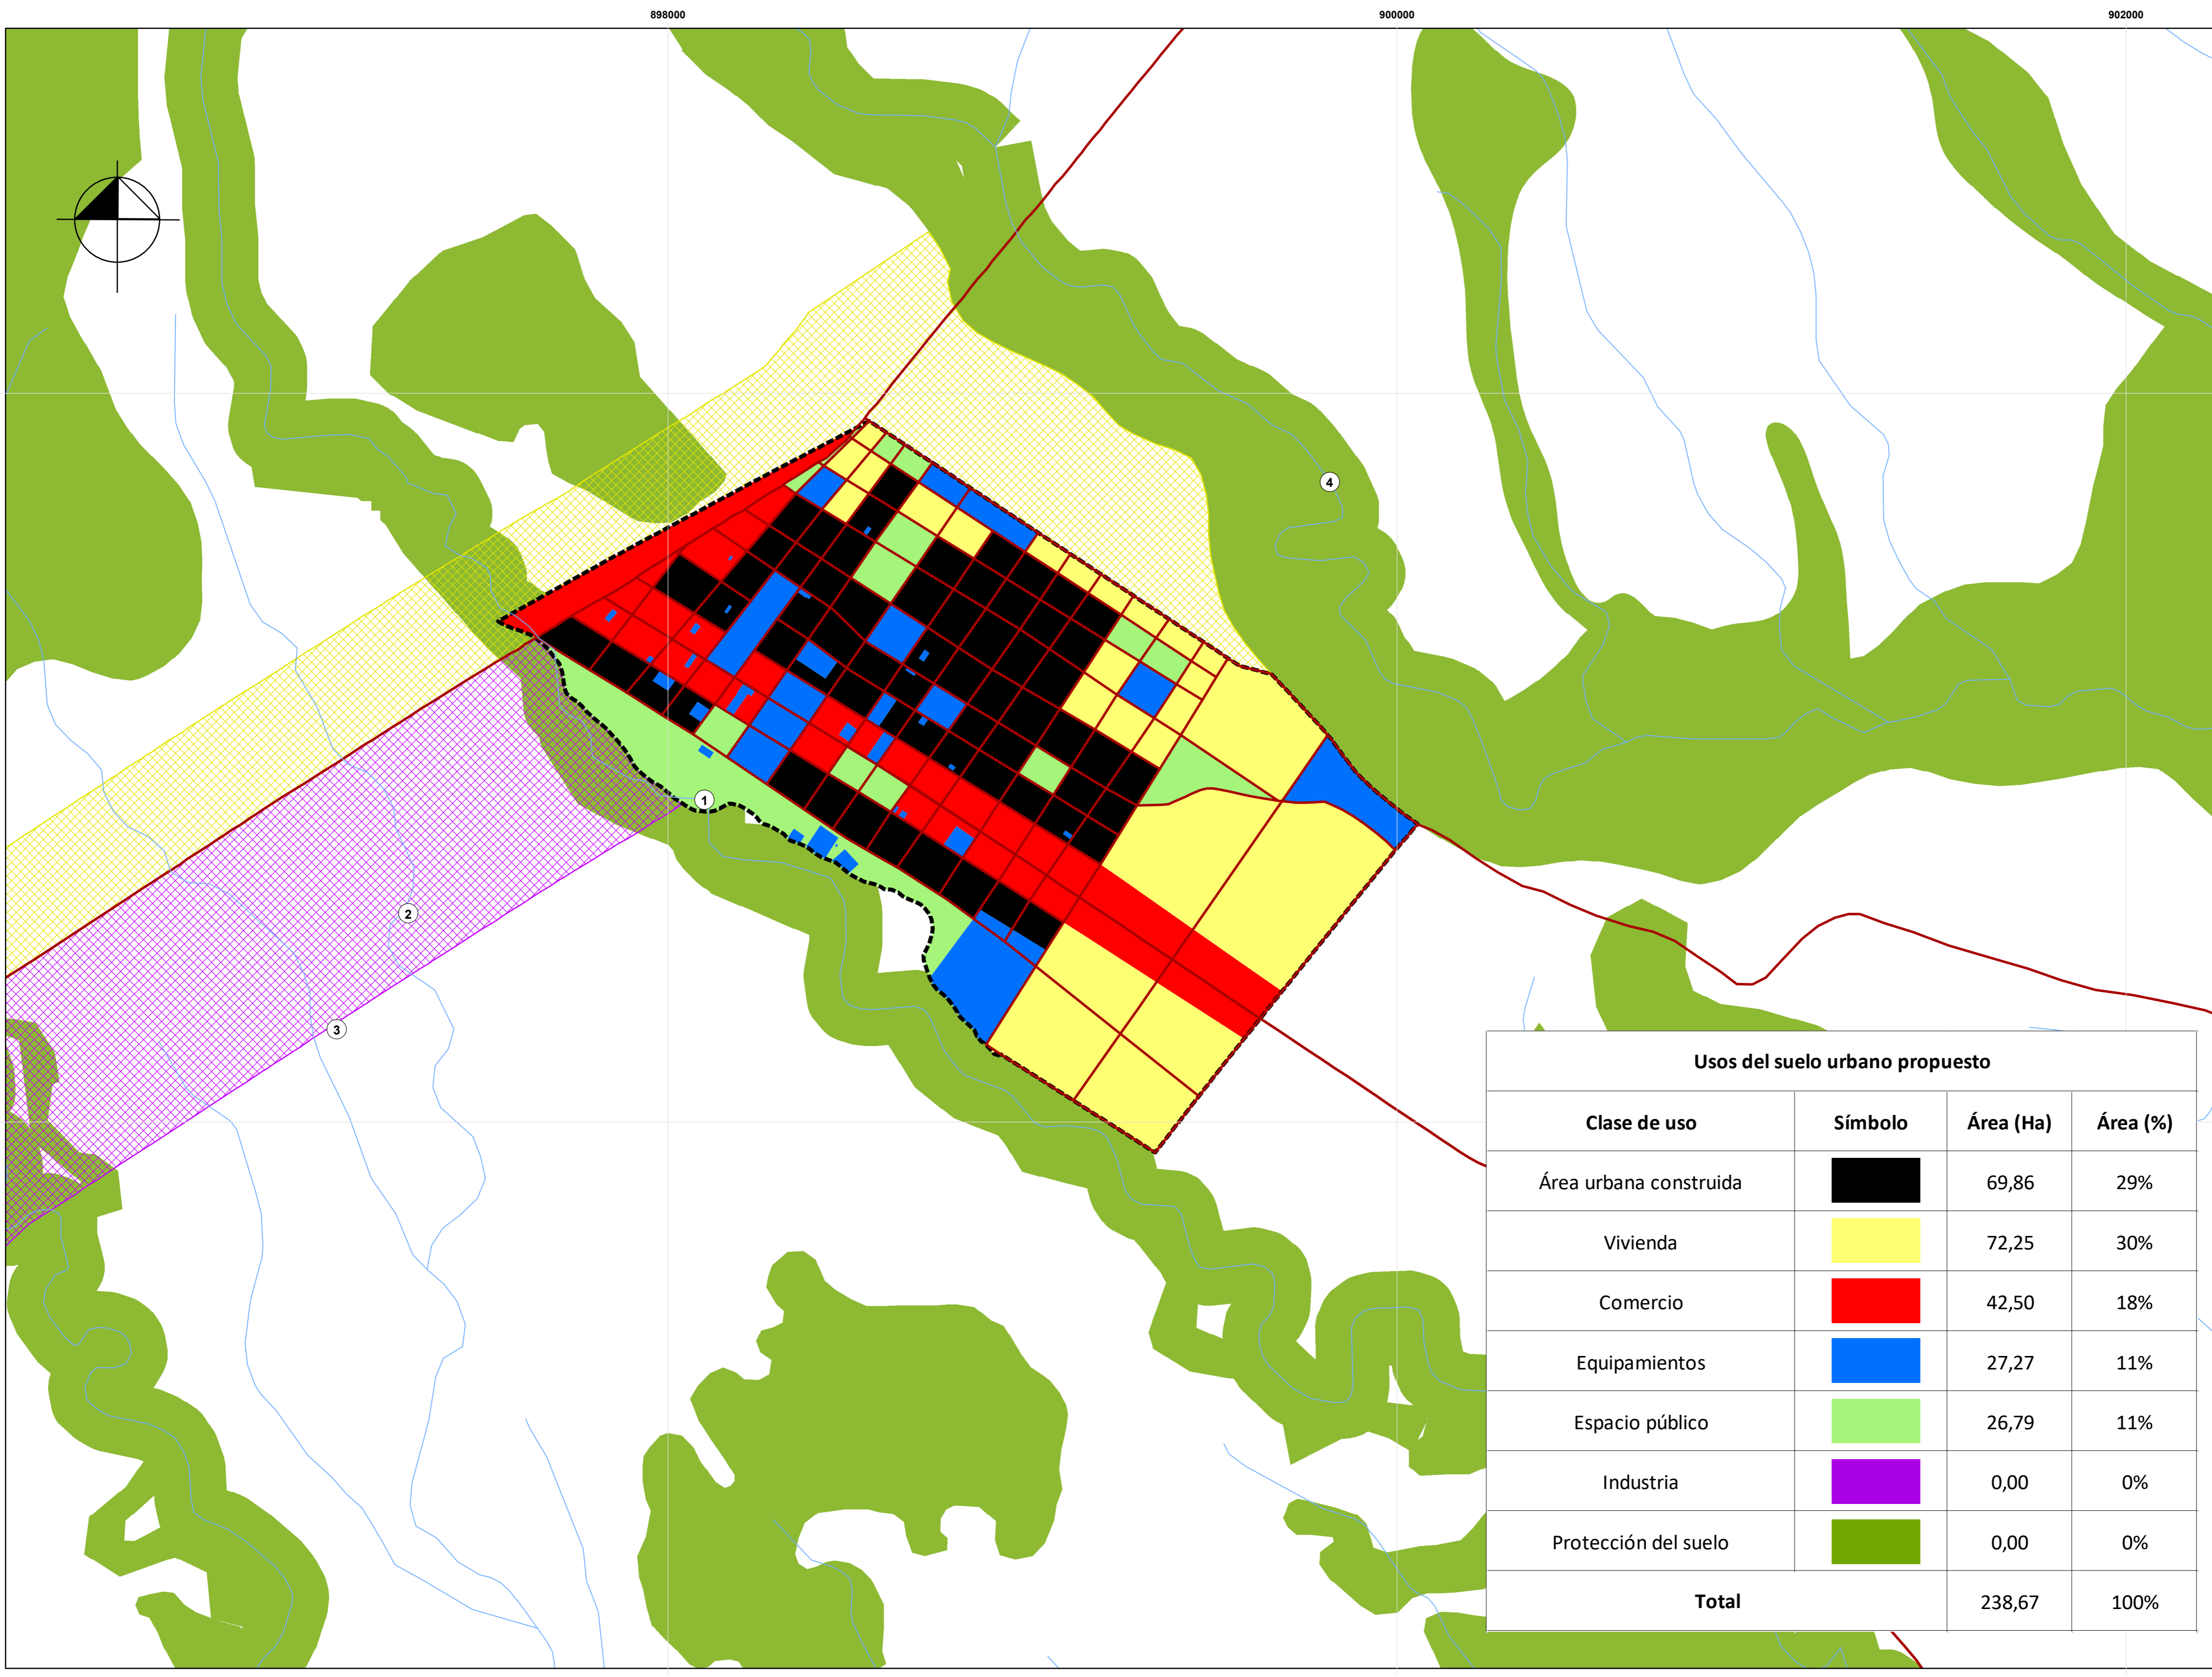 898000 900000 902000
4
1
2
3
Usos del suelo urbano propuesto
Clase de uso Símbolo Área (Ha) Área (%)
Área urbana construida 69,86 29%
Vivienda 72,25 30%
Comercio 42,50 18%
Equipamientos 27,27 11%
Espacio público 26,79 11%
Industria 0,00 0%
Protección del suelo 0,00 0%
Total 238,67 100%